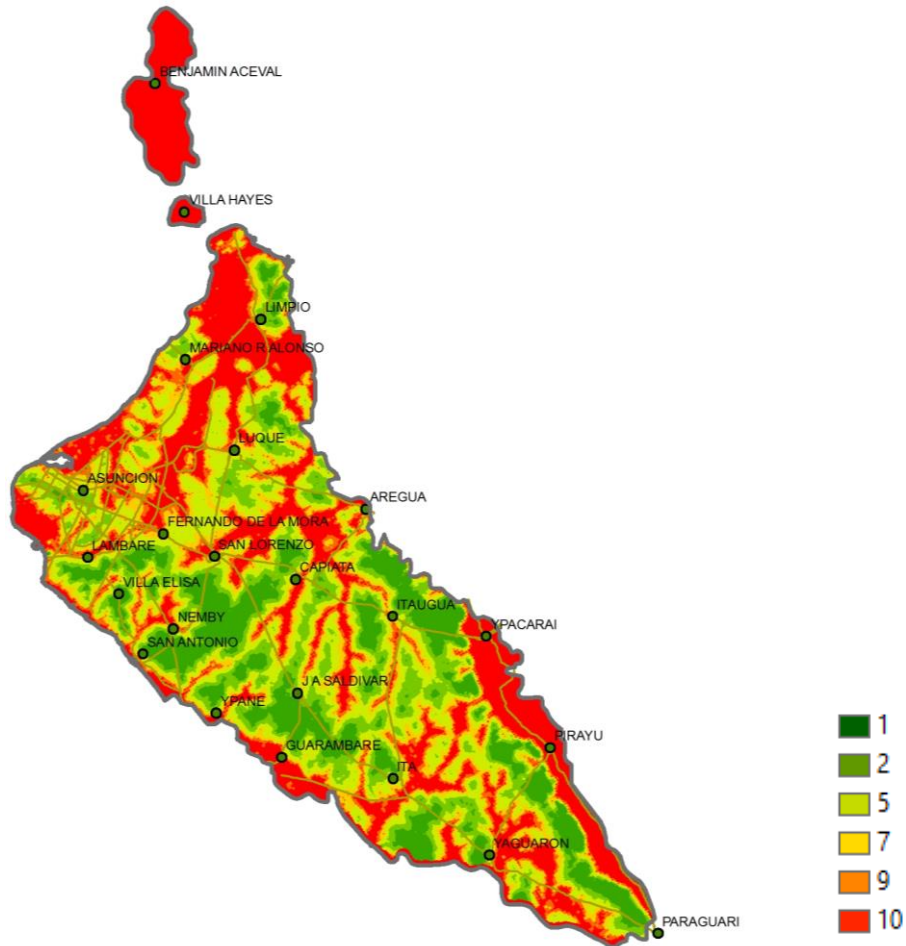 BENJAMIN ACEVAL
VILLA HAYES
LIMPIO
MARIANO R ALONSO
LUQUE
ASUNCION
AREGUA
FERNANDO DE LA MORA
LAMBARE
SAN LORENZO
CAPIATA
VILLA ELISA
ITAUGUA
NEMBY
YPACARAI
SAN ANTONIO
J A SALDIVAR
YPANE
PIRAYU
GUARAMBARE
ITA
YAGUARON
PARAGUARI
1
2
5
7
9
10